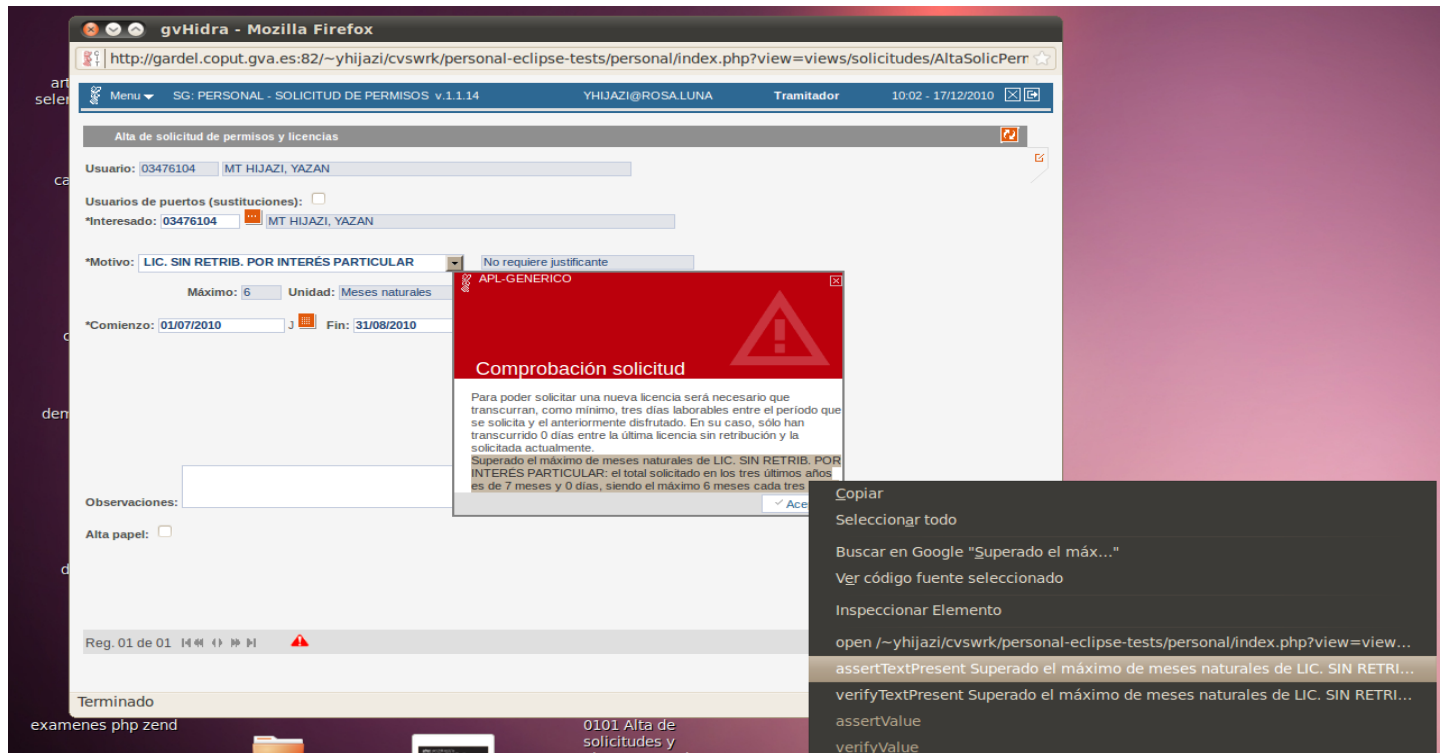 gvHidra - Mozilla Firefox
http://gardel.coput.gva.es:82/~yhijazi/cvswrk/personal-eclipse-tests/personal/index.php?view=views/solicitudes/AltaSolicPerr
Menu SG: PERSONAL - SOLICITUD DE PERMISOS v.1.1.14 YHIJAZI@ROSA.LUNA Tramitador 10:02 - 17/12/2010
Alta de solicitud de permisos y licencias
Usuario: 03476104 MT HIJAZI, YAZAN
Usuarios de puertos (sustituciones):
*Interesado: 03476104 MT HIJAZI, YAZAN
*Motivo: LIC. SIN RETRIB. POR INTERÉS PARTICULAR No requiere justificante
Máximo: 6 Unidad: Meses naturales
*Comienzo: 01/07/2010 J Fin: 31/08/2010
APL-GENERICO
Comprobación solicitud
Para poder solicitar una nueva licencia será necesario que
transcurran, como mínimo, tres días laborables entre el período que
se solicita y el anteriormente disfrutado. En su caso, sólo han
transcurrido 0 días entre la última licencia sin retribución y la
solicitada actualmente.
Superado el máximo de meses naturales de LIC. SIN RETRIB. POR
INTERÉS PARTICULAR: el total solicitado en los tres últimos años
es de 7 meses y 0 días, siendo el máximo 6 meses cada tres
Ace
Observaciones:
Alta papel:
Reg. 01 de 01
Terminado
Copiar
Seleccionar todo
Buscar en Google "Superado el máx..."
Ver código fuente seleccionado
Inspeccionar Elemento
open /~yhijazi/cvswrk/personal-eclipse-tests/personal/index.php?view=view...
assertTextPresent Superado el máximo de meses naturales de LIC. SIN RETRI...
verifyTextPresent Superado el máximo de meses naturales de LIC. SIN RETRI...
assertValue
verifyValue
art
seler
ca
dem
d
examenes php zend
0101 Alta de
solicitudes y